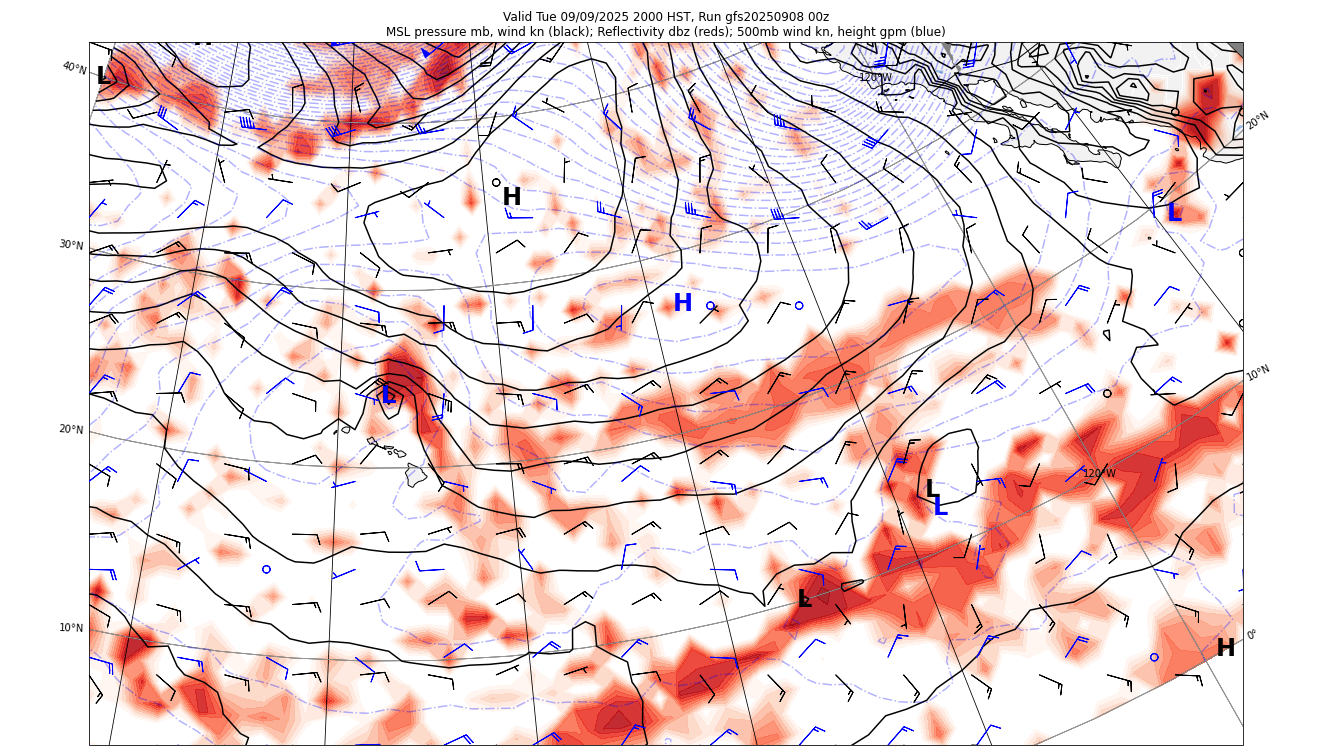 Valid Tue 09/09/2025 2000 HST, Run gfs20250908 00z
MSL pressure mb, wind kn (black); Reflectivity dbz (reds); 500mb wind kn, height gpm (blue)
H
40°N
L
120°W
20°N
H
L
30°N
H
L
10°N
20°N
120°W
L
L
L
10°N
0°
H